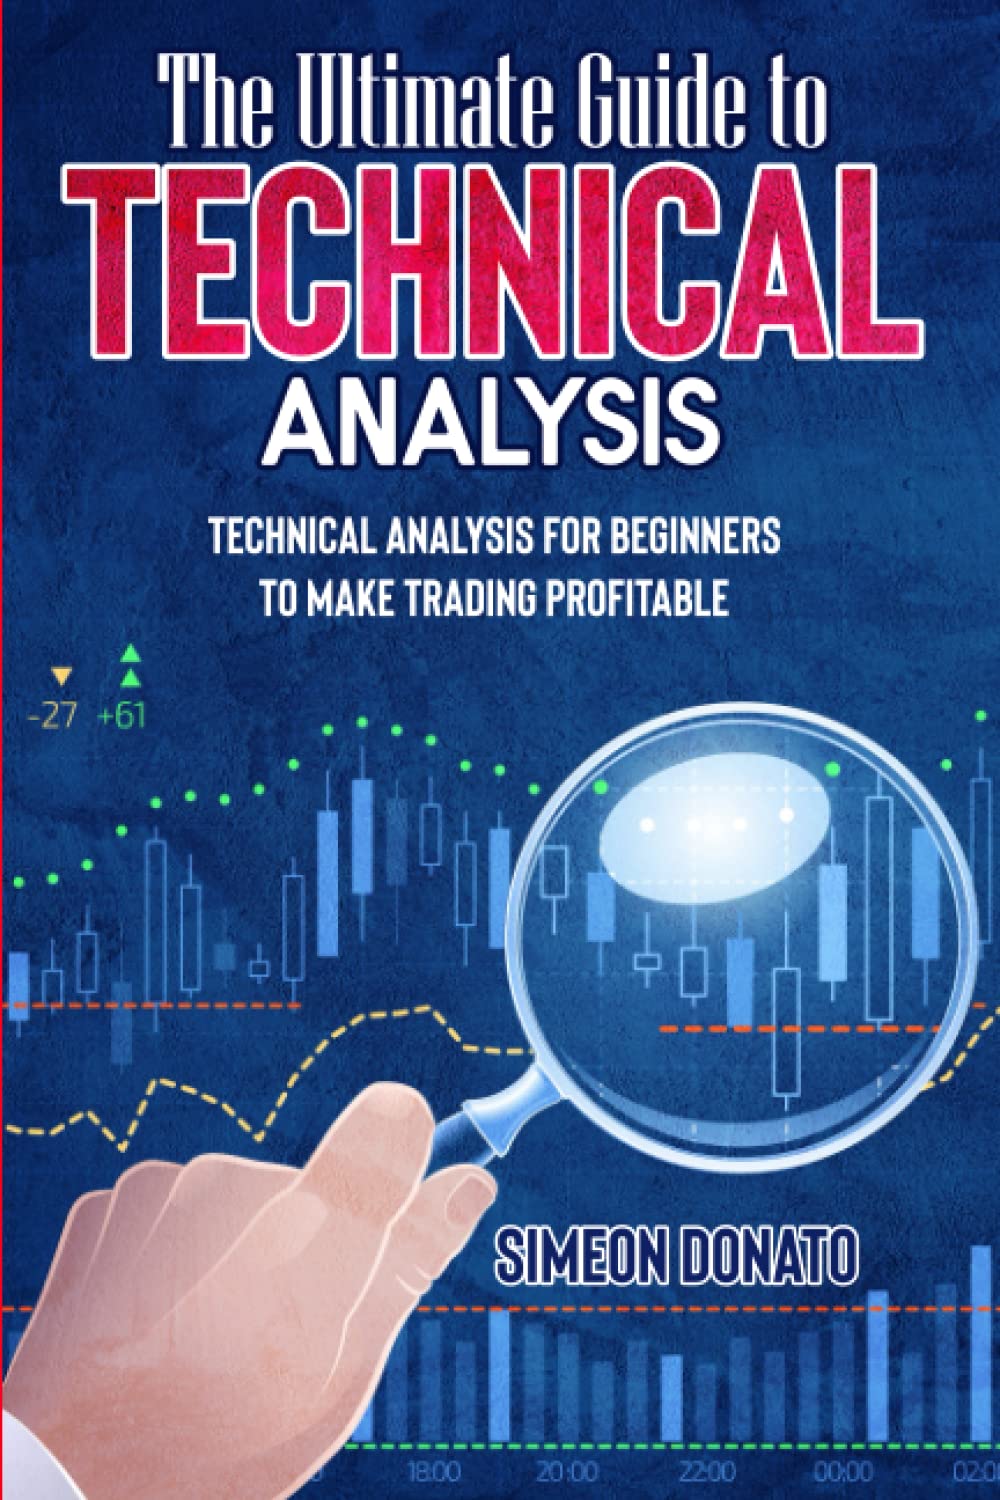 The Ultimate Guide to
TECHNICAL
ANALYSIS
TECHNICAL ANALYSIS FOR BEGINNERS
TO MAKE TRADING PROFITABLE
-27 +61
SIMEON DONATO
18:00 20:00 22:00 00:00